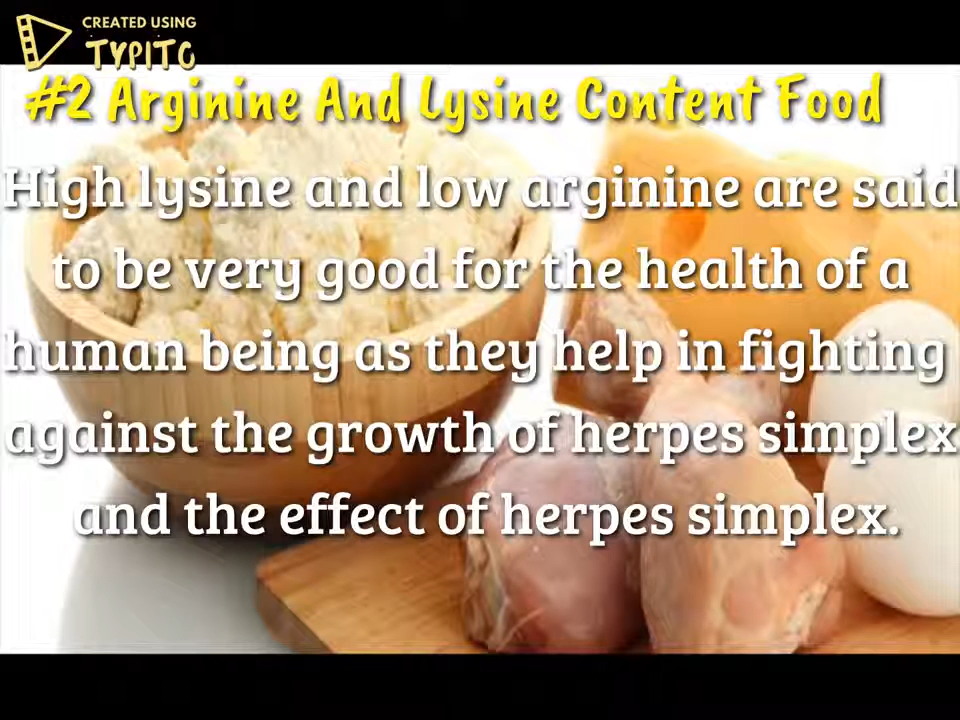 CREATED USING
TYPITO
#2 Arginine And Lysine Content Food
High lysine and low arginine are said
to be very good for the health of a
human being as they help in fighting
against the growth of herpes simplex
and the effect of herpes simplex.